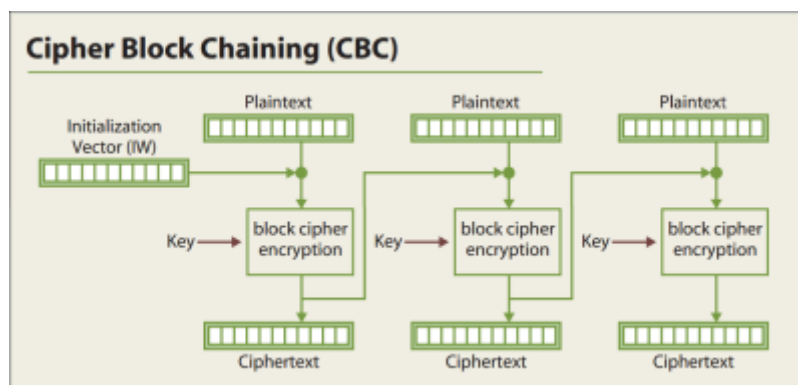 Cipher Block Chaining (CBC)
Plaintext
Plaintext
Plaintext
Initialization
Vector (IW)
Key
block cipher
encryption
Key
block cipher
encryption
Key
block cipher
encryption
Ciphertext
Ciphertext
Ciphertext